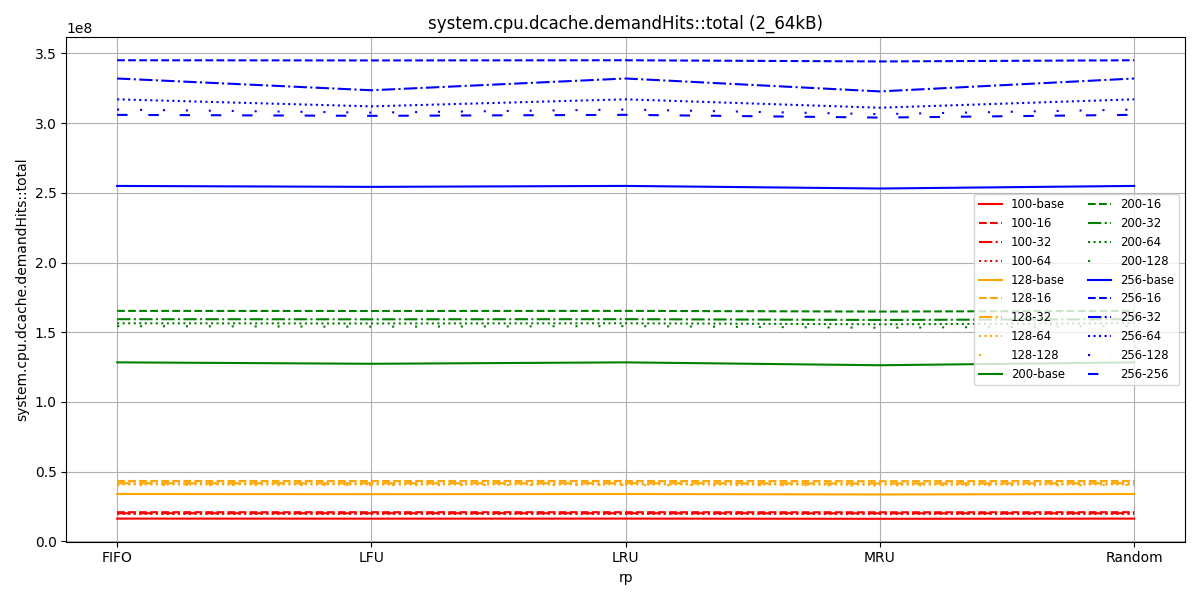 system.cpu.dcache.demandHits::total (2_64kB)
1e8
3.5
3.0
2.5
2.0
1.5
1.0
0.5
0.0
system.cpu.dcache.demandHits::total
FIFO
LFU
LRU
MRU
Random
rp
100-base
100-16
100-32
100-64
128-base
128-16
128-32
128-64
128-128
200-base
200-16
200-32
200-64
200-128
256-base
256-16
256-32
256-64
256-128
256-256